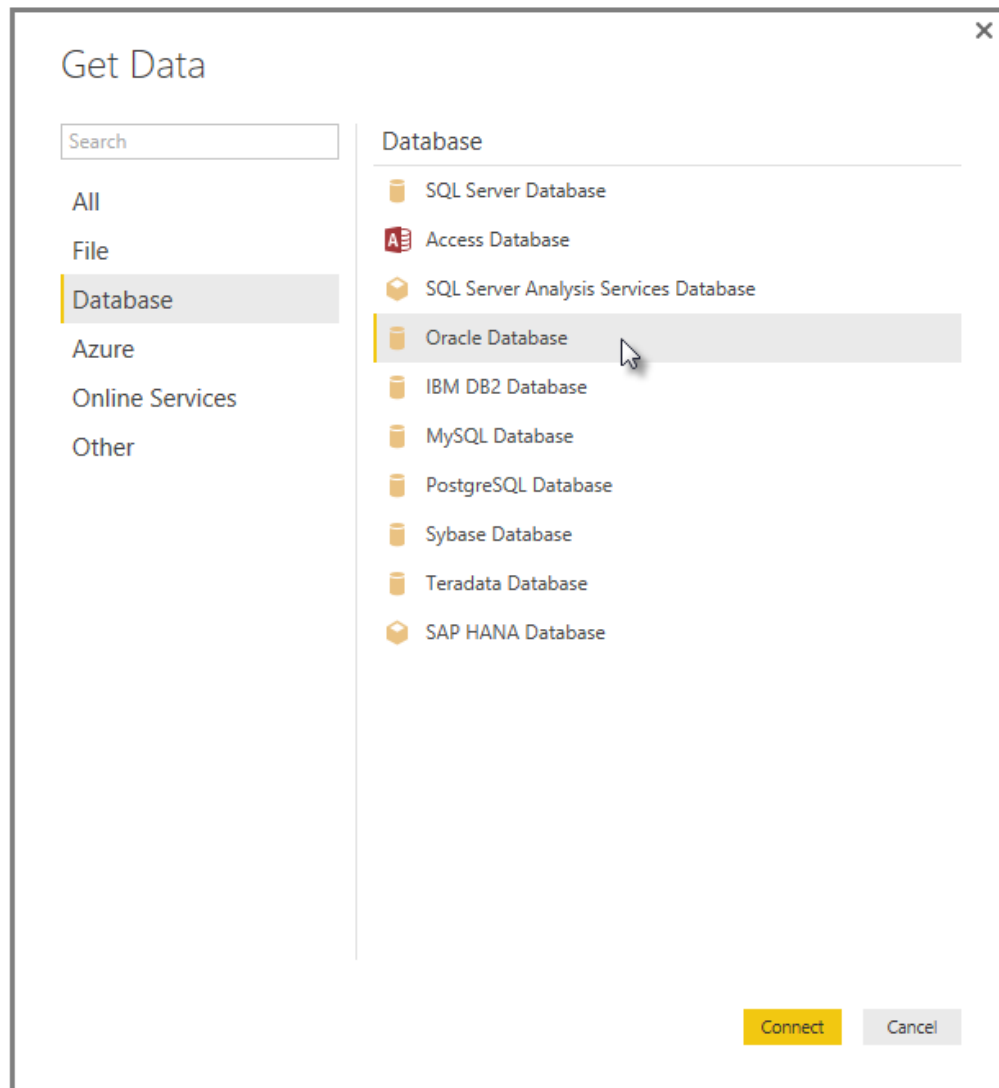 Get Data
Search
All
File
Database
Azure
Online Services
Other
Database
SQL Server Database
A Access Database
SQL Server Analysis Services Database
Oracle Database
IBM DB2 Database
MySQL Database
PostgreSQL Database
Sybase Database
Teradata Database
SAP HANA Database
Connect Cancel